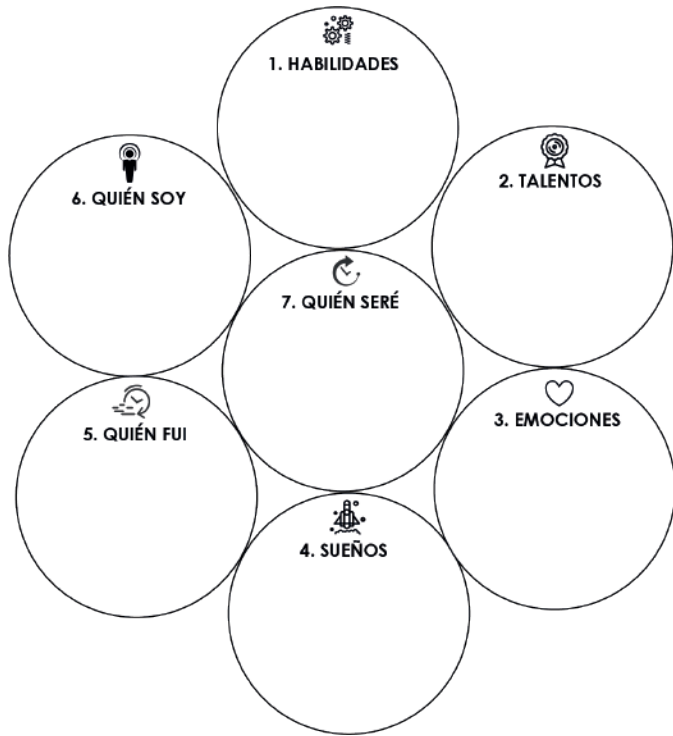 1. HABILIDADES
2. TALENTOS
3. EMOCIONES
4. SUEÑOS
5. QUIÉN FUI
6. QUIÉN SOY
7. QUIÉN SERÉ